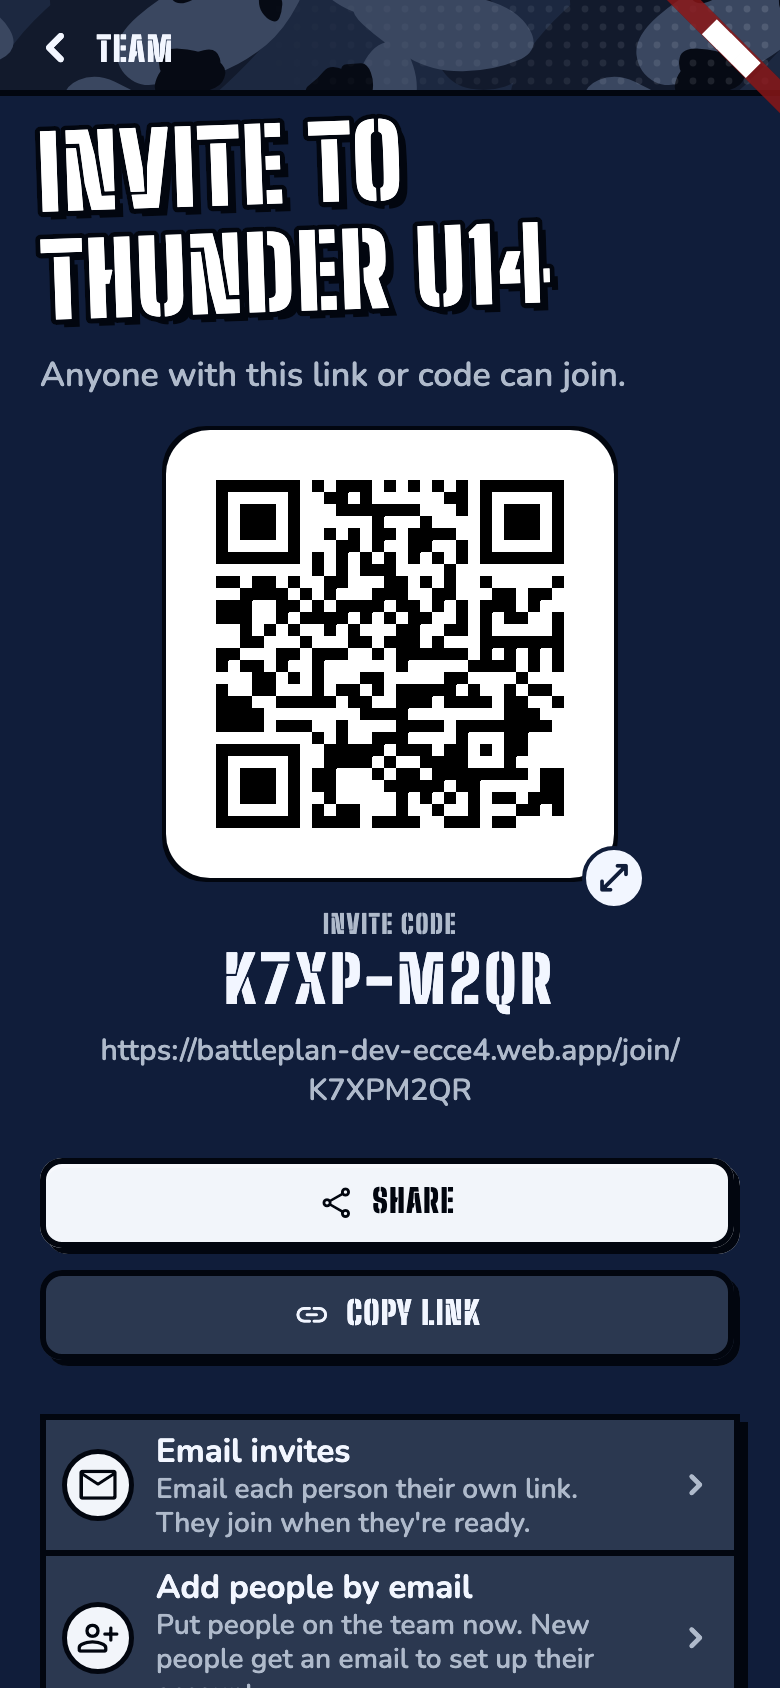 TEAM
INVITE TO
THUNDER U14
Anyone with this link or code can join.
INVITE CODE
K7XP-M2QR
https://battleplan-dev-ecce4.web.app/join/
K7XPM2QR
SHARE
COPY LINK
Email invites
Email each person their own link.
They join when they're ready.
Add people by email
Put people on the team now. New
people get an email to set up their